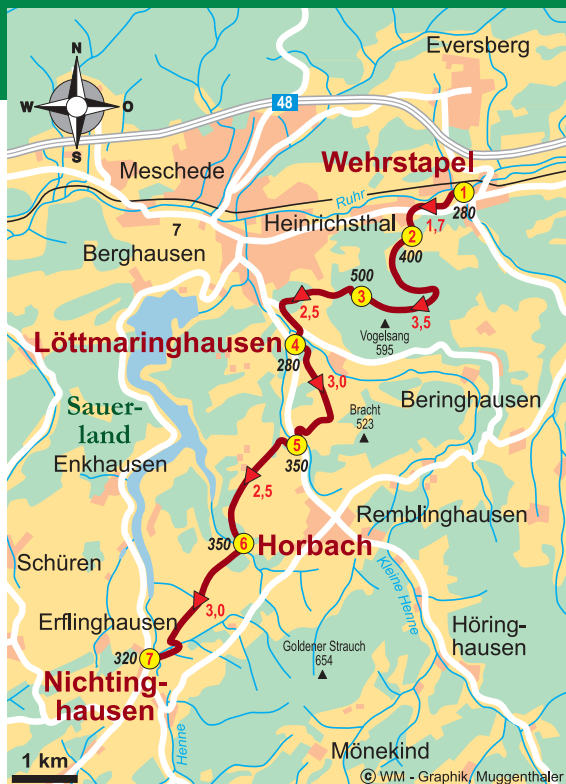 N
W
O
S
Eversberg
48
Meschede
Wehrstapel
Ruhr
1
280
1,7
Heinrichsthal
2
400
7
Berghausen
500
3
2,5
3,5
Vogelsang
595
Löttmaringhausen
4
280
3,0
Sauer-
land
Bracht
523
Beringhausen
Enkhausen
5
350
2,5
Remblinghausen
350
6
Horbach
Schüren
Kleine Henne
3,0
Erflinghausen
Höring-
hausen
Goldener Strauch
654
320
7
Nichting-
hausen
Henne
Mönekind
1 km
© WM - Graphik, Muggenthaler